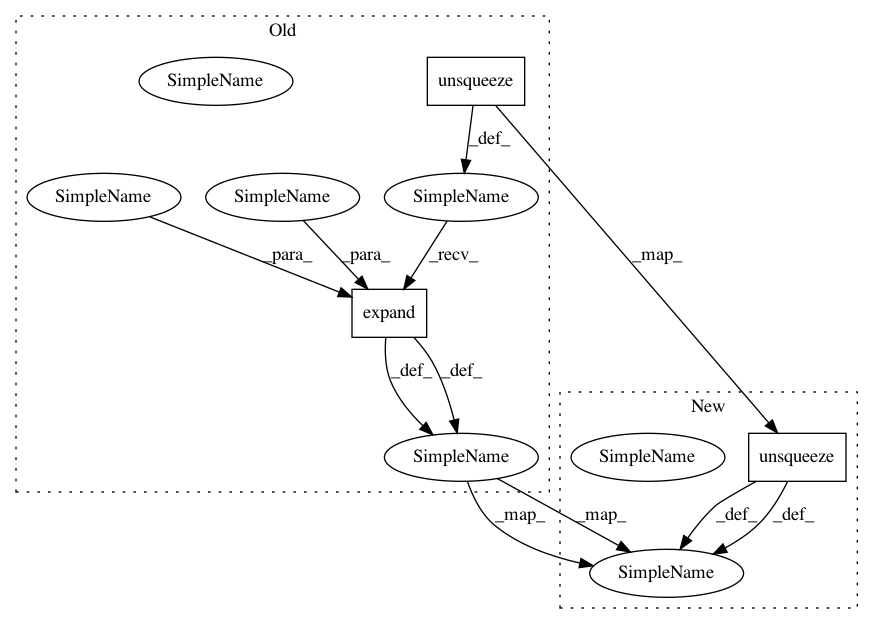 Old
SimpleName
unsqueeze
_def_
SimpleName
SimpleName
SimpleName
_para_
_para_
_recv_
_map_
expand
_def_
_def_
New
SimpleName
SimpleName
unsqueeze
_map_
_map_
_def_
_def_
SimpleName